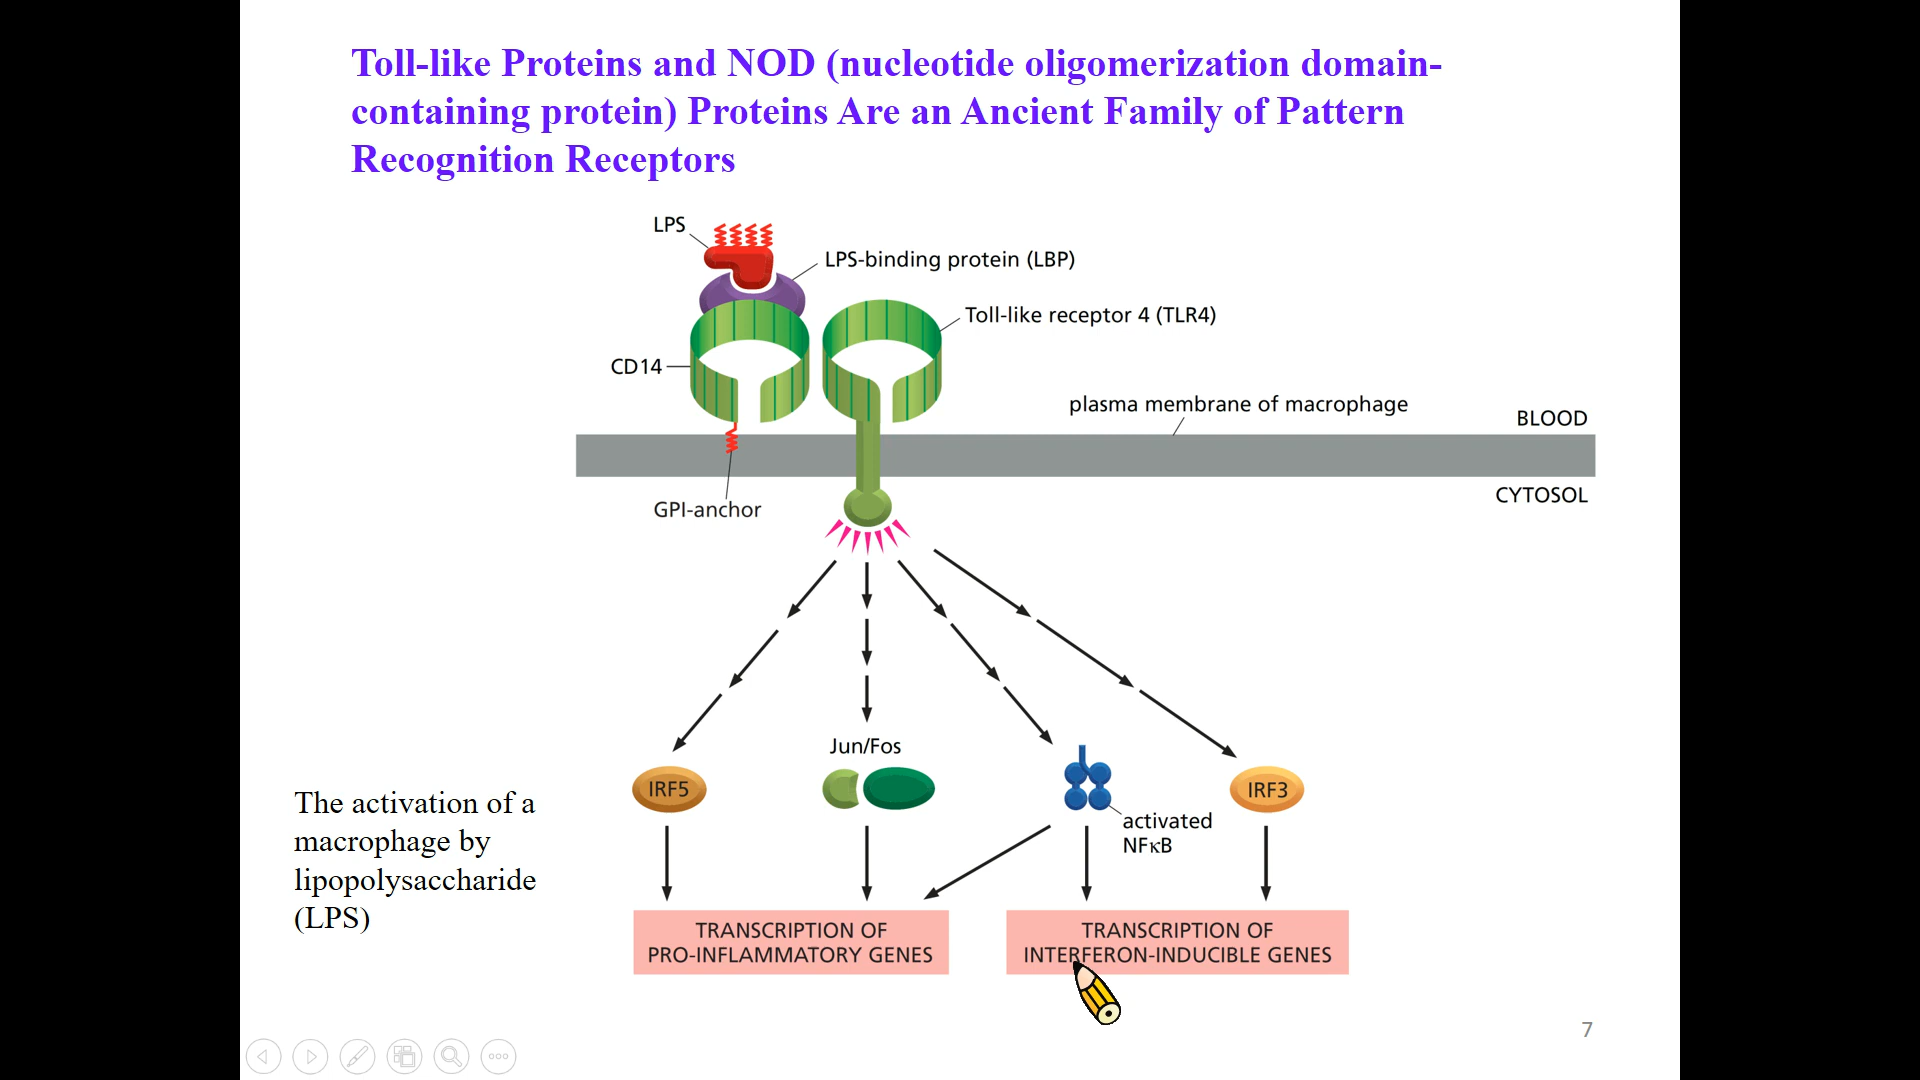 Toll-like Proteins and NOD (nucleotide oligomerization domain-
containing protein) Proteins Are an Ancient Family of Pattern
Recognition Receptors
LPS
LPS-binding protein (LBP)
Toll-like receptor 4 (TLR4)
CD14
plasma membrane of macrophage
BLOOD
CYTOSOL
GPI-anchor
Jun/Fos
IRF5
IRF3
activated
NFκB
The activation of a
macrophage by
lipopolysaccharide
(LPS)
TRANSCRIPTION OF
PRO-INFLAMMATORY GENES
TRANSCRIPTION OF
INTERFERON-INDUCIBLE GENES
7